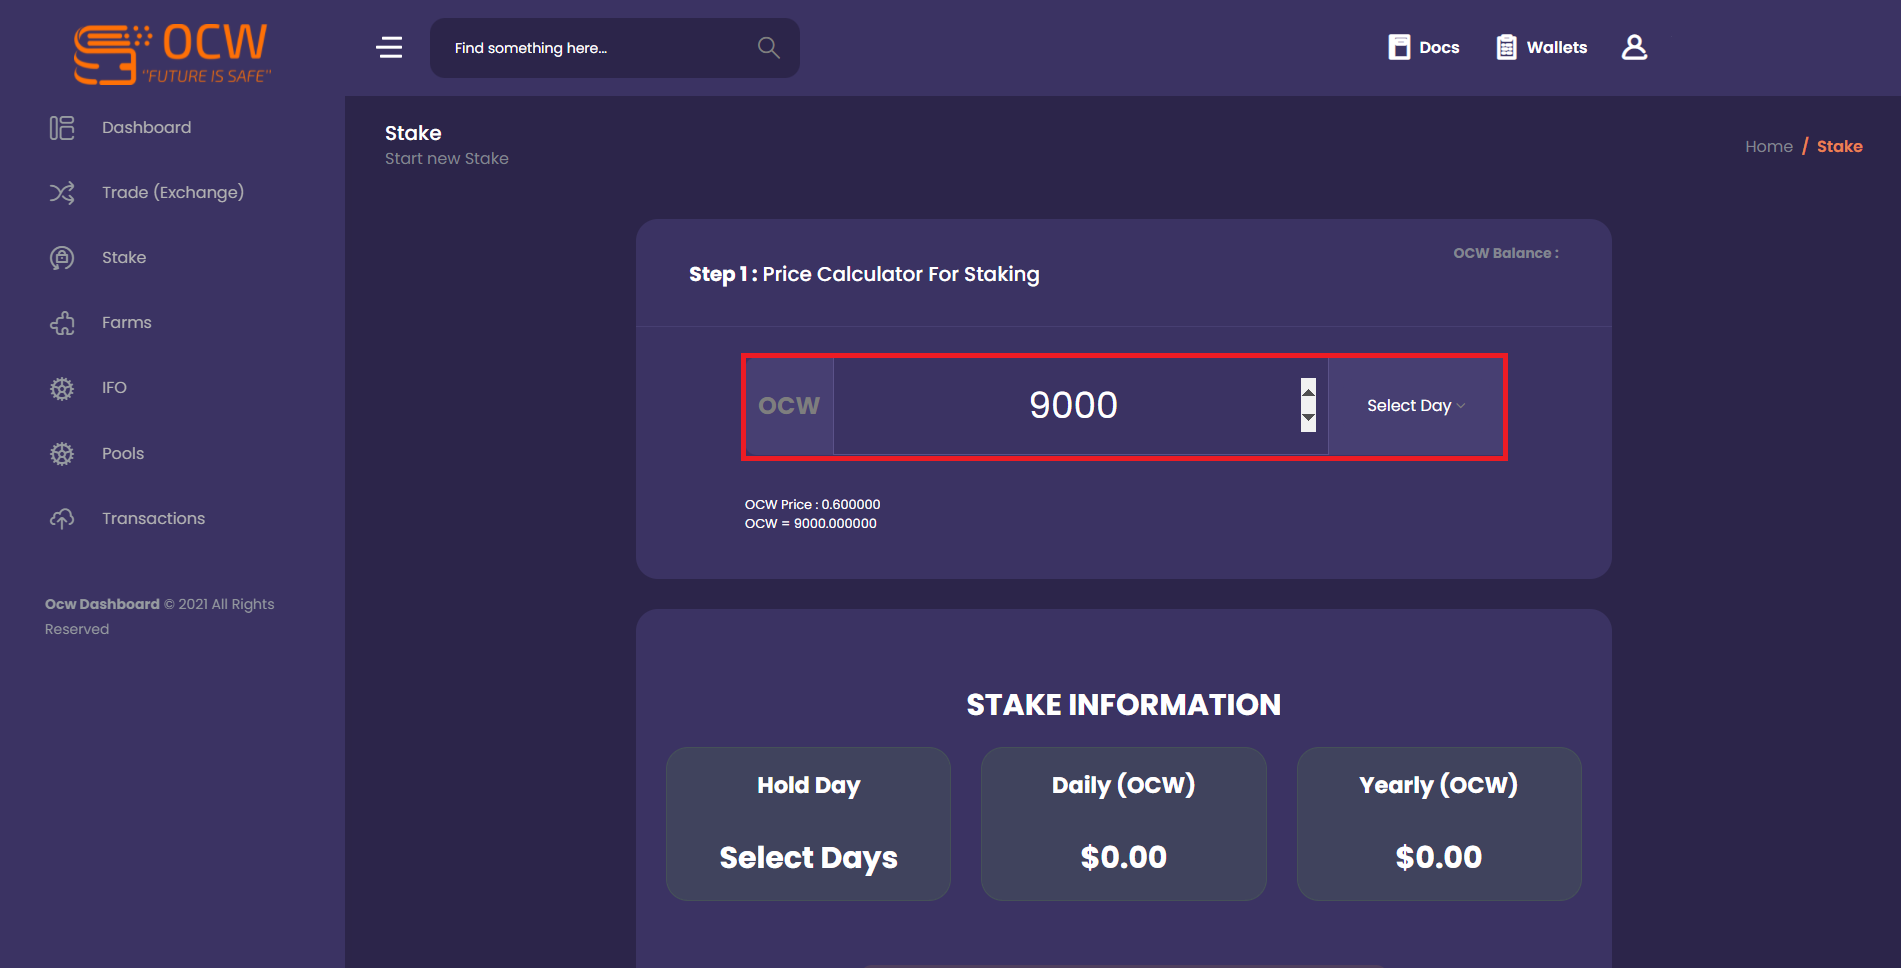 OCW
"FUTURE IS SAFE"
Find something here...
Docs
Wallets
Dashboard
Trade (Exchange)
Stake
Farms
IFO
Pools
Transactions
Ocw Dashboard © 2021 All Rights
Reserved
Stake
Start new Stake
Home / Stake
OCW Balance :
Step 1 : Price Calculator For Staking
OCW
9000
Select Day
OCW Price : 0.600000
OCW = 9000.000000
STAKE INFORMATION
Hold Day
Select Days
Daily (OCW)
$0.00
Yearly (OCW)
$0.00